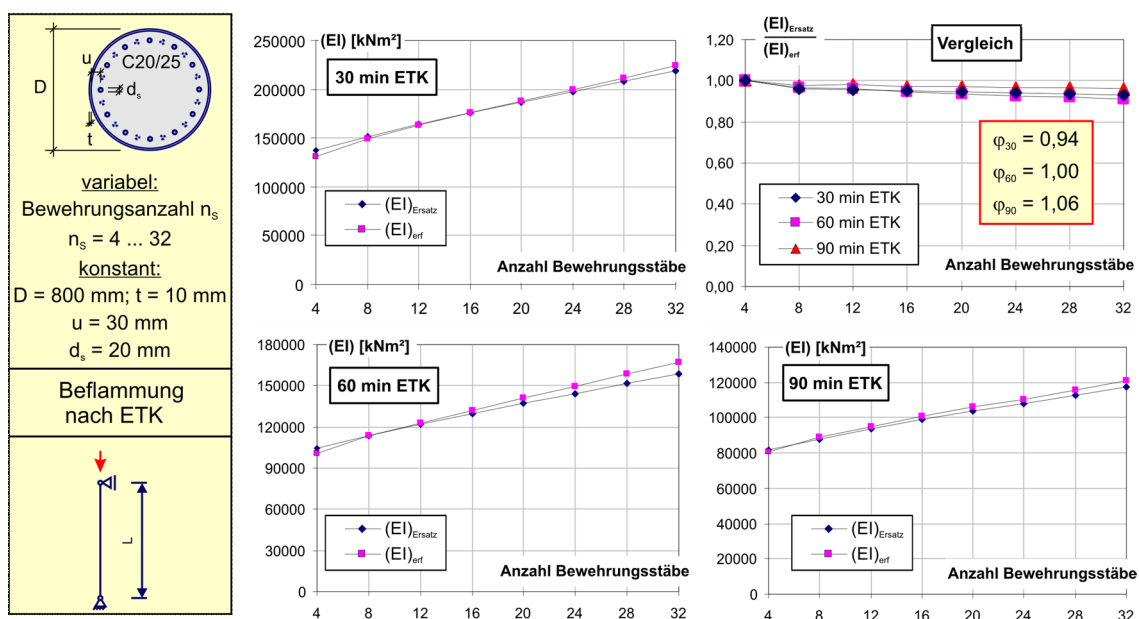 D
u
t
C20/25
dₛ
variabel:
Bewehrungsanzahl nₛ
nₛ = 4 ... 32
konstant:
D = 800 mm; t = 10 mm
u = 30 mm
dₛ = 20 mm
Beflammung
nach ETK
L
(EI) [kNm²]
30 min ETK
250000
200000
150000
100000
50000
0
(EI)Ersatz
(EI)erf
Anzahl Bewehrungsstäbe
4 8 12 16 20 24 28 32
(EI)Ersatz
(EI)erf
Vergleich
1,20
1,00
0,80
0,60
0,40
0,20
0,00
φ₃₀ = 0,94
φ₆₀ = 1,00
φ₉₀ = 1,06
30 min ETK
60 min ETK
90 min ETK
Anzahl Bewehrungsstäbe
4 8 12 16 20 24 28 32
(EI) [kNm²]
60 min ETK
180000
150000
120000
90000
60000
30000
0
(EI)Ersatz
(EI)erf
Anzahl Bewehrungsstäbe
4 8 12 16 20 24 28 32
(EI) [kNm²]
90 min ETK
140000
120000
100000
80000
60000
40000
20000
0
(EI)Ersatz
(EI)erf
Anzahl Bewehrungsstäbe
4 8 12 16 20 24 28 32